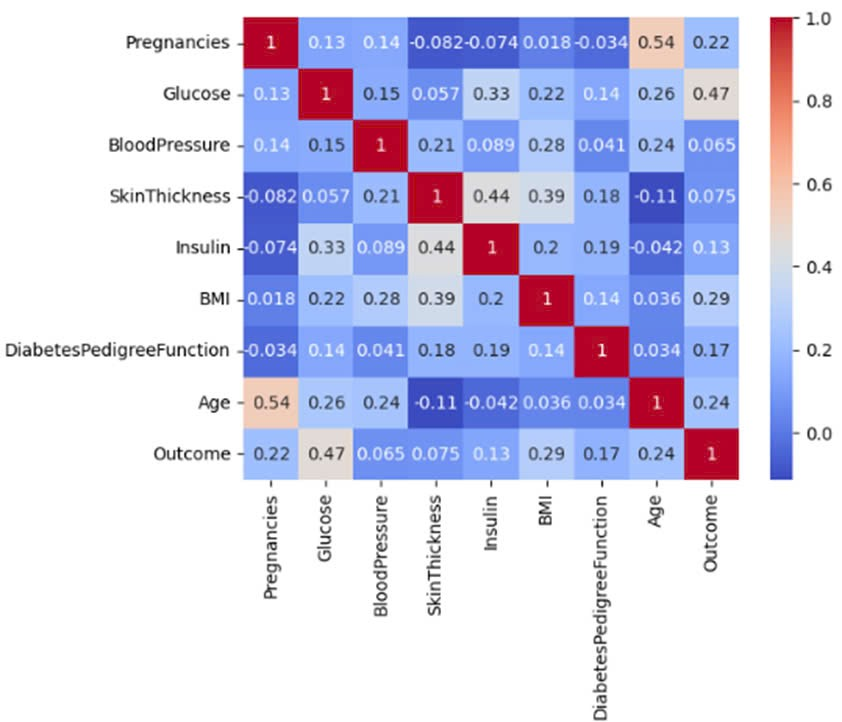 1.0
Pregnancies 1 0.13 0.14 -0.082 -0.074 0.018 -0.034 0.54 0.22
0.8
Glucose 0.13 1 0.15 0.057 0.33 0.22 0.14 0.26 0.47
BloodPressure 0.14 0.15 1 0.21 0.089 0.28 0.041 0.24 0.065
0.6
SkinThickness -0.082 0.057 0.21 1 0.44 0.39 0.18 -0.11 0.075
Insulin -0.074 0.33 0.089 0.44 1 0.2 0.19 -0.042 0.13
0.4
BMI 0.018 0.22 0.28 0.39 0.2 1 0.14 0.036 0.29
0.2
DiabetesPedigreeFunction -0.034 0.14 0.041 0.18 0.19 0.14 1 0.034 0.17
Age 0.54 0.26 0.24 -0.11 -0.042 0.036 0.034 1 0.24
0.0
Outcome 0.22 0.47 0.065 0.075 0.13 0.29 0.17 0.24 1
Pregnancies
Glucose
BloodPressure
SkinThickness
Insulin
BMI
DiabetesPedigreeFunction
Age
Outcome